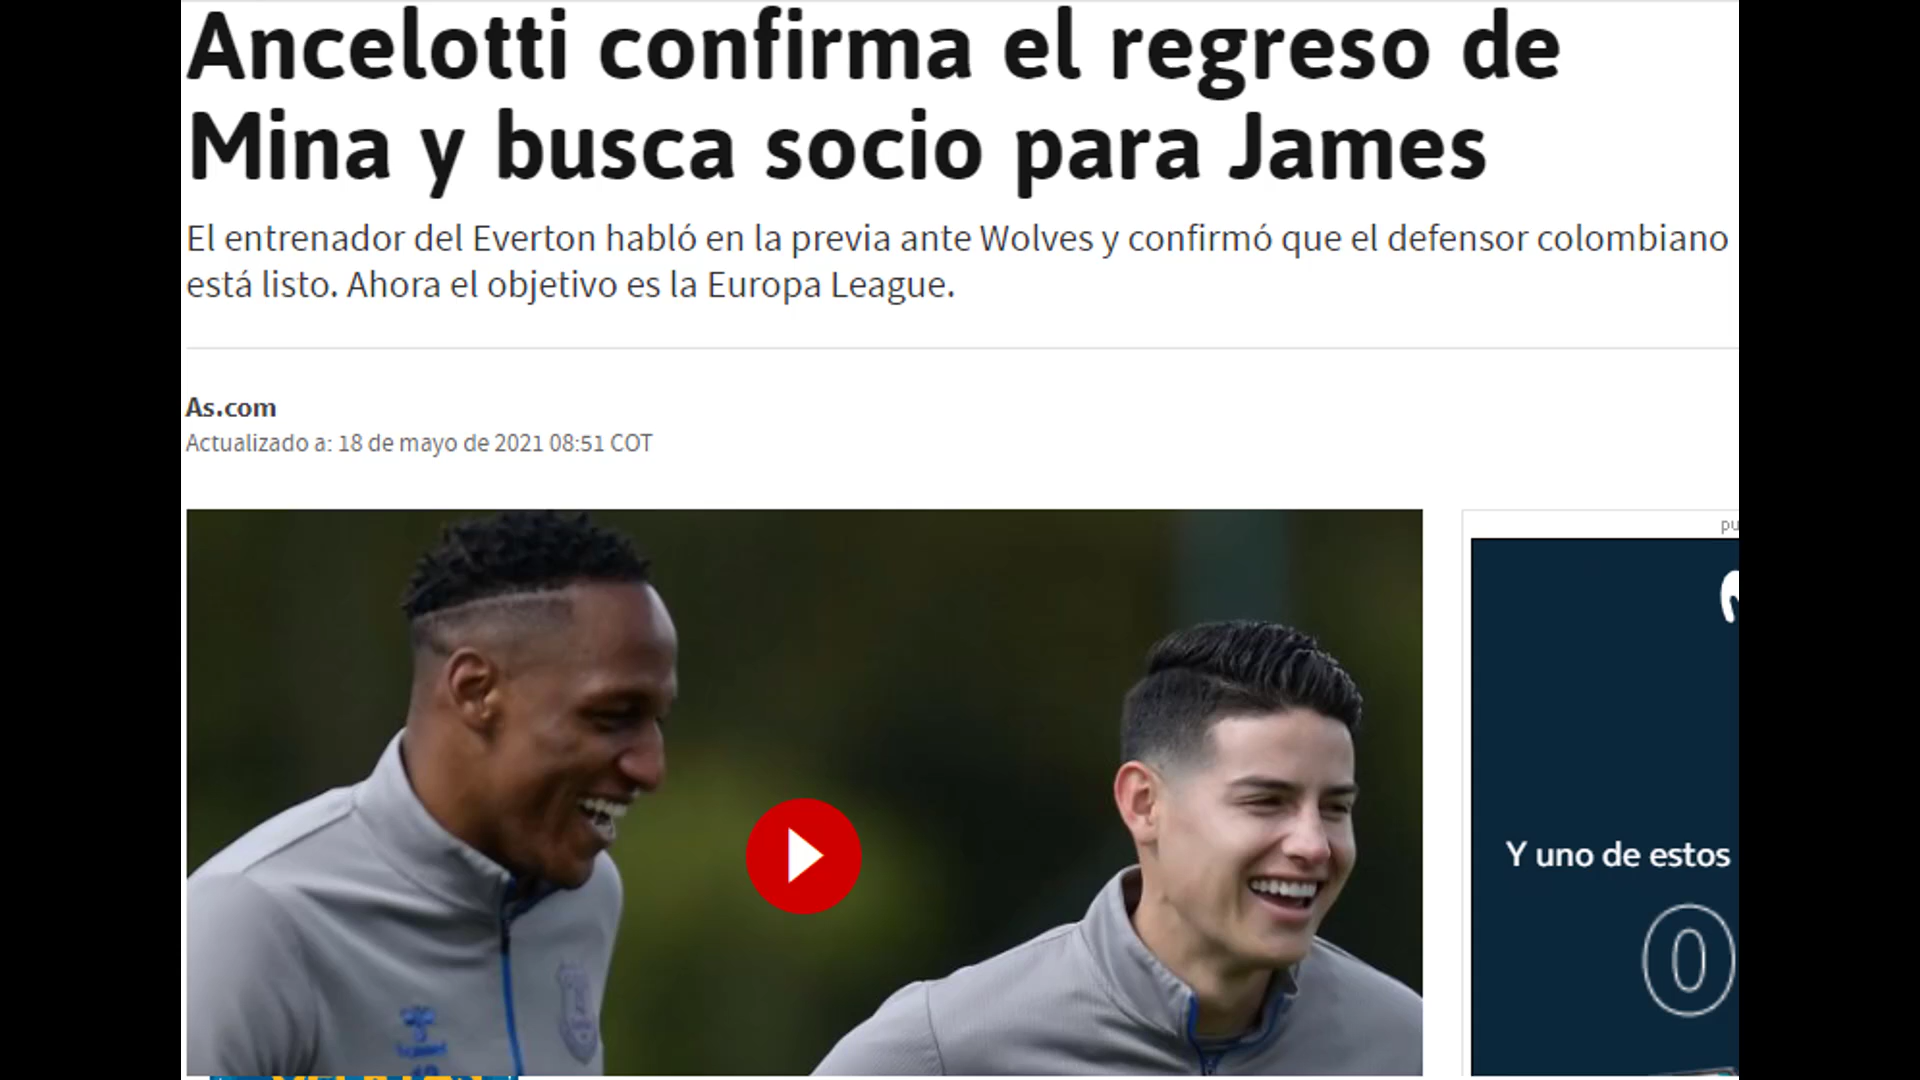 Ancelotti confirma el regreso de
Mina y busca socio para James
El entrenador del Everton habló en la previa ante Wolves y confirmó que el defensor colombiano
está listo. Ahora el objetivo es la Europa League.
As.com
Actualizado a: 18 de mayo de 2021 08:51 COT
pu
Y uno de estos
0